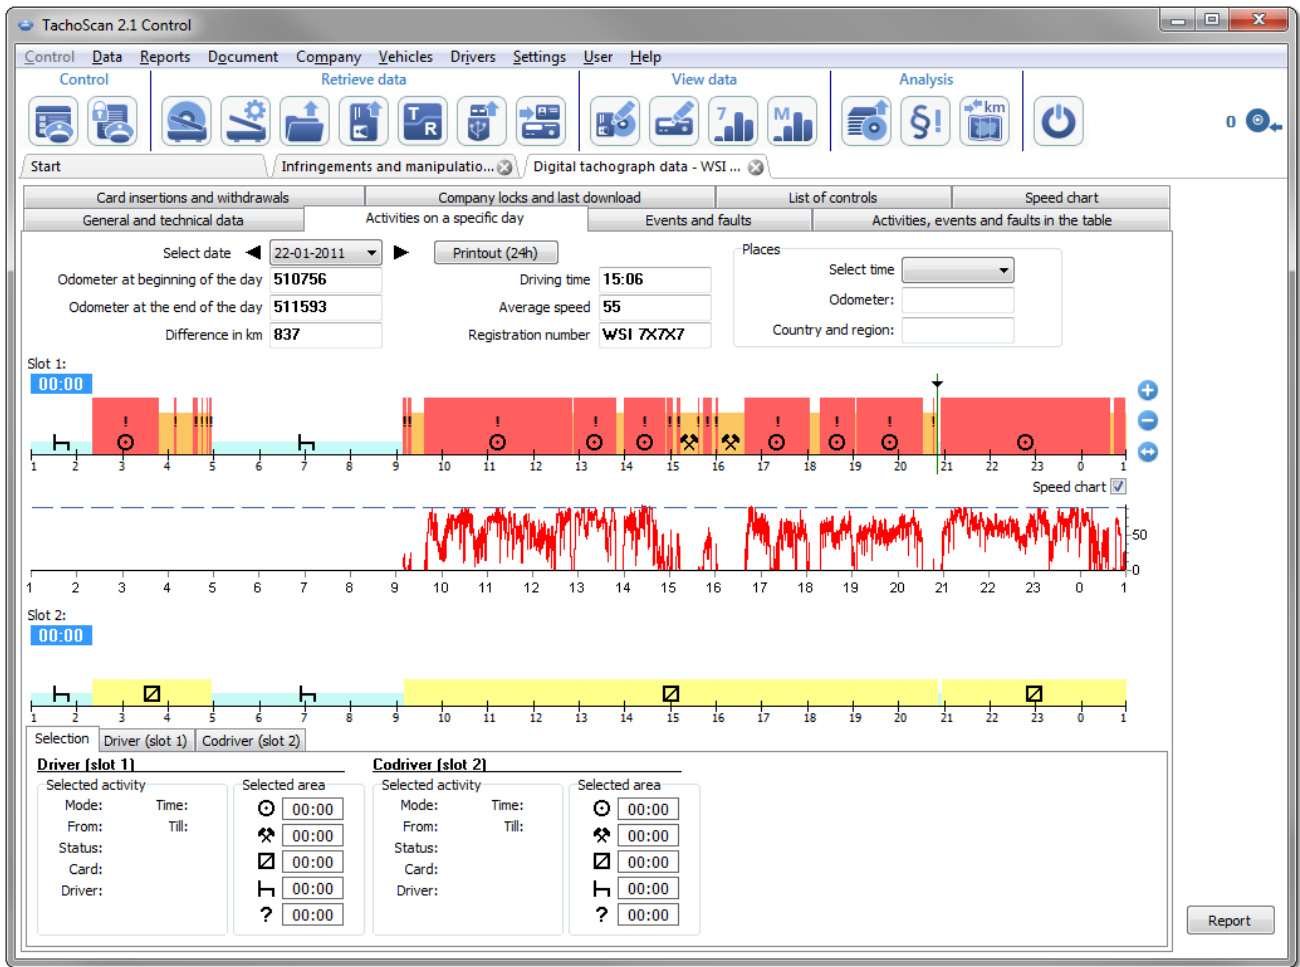 TachoScan 2.1 Control
Control Data Reports Document Company Vehicles Drivers Settings User Help
Control Retrieve data View data Analysis
T R 7 M §! km 0
Start Infringements and manipulatio... Digital tachograph data - WSI ...
Card insertions and withdrawals Company locks and last download List of controls Speed chart
General and technical data Activities on a specific day Events and faults Activities, events and faults in the table
Select date 22-01-2011 Printout (24h) Places
Select time
Odometer at beginning of the day 510756 Driving time 15:06
Odometer:
Odometer at the end of the day 511593 Average speed 55
Country and region:
Difference in km 837 Registration number WSI 7X7X7
Slot 1:
00:00
! ! ! ! ! ! ! ! ! ! ! ! ! ! ! ! ! ! !
1 2 3 4 5 6 7 8 9 10 11 12 13 14 15 16 17 18 19 20 21 22 23 0 1
Speed chart
50
0
1 2 3 4 5 6 7 8 9 10 11 12 13 14 15 16 17 18 19 20 21 22 23 0 1
Slot 2:
00:00
1 2 3 4 5 6 7 8 9 10 11 12 13 14 15 16 17 18 19 20 21 22 23 0 1
Selection Driver (slot 1) Codriver (slot 2)
Driver (slot 1) Codriver (slot 2)
Selected activity Selected area Selected activity Selected area
Mode: Time: 00:00 Mode: Time: 00:00
From: Till: 00:00 From: Till: 00:00
Status: 00:00 Status: 00:00
Card: 00:00 Card: 00:00
Driver: ? 00:00 Driver: ? 00:00
Report